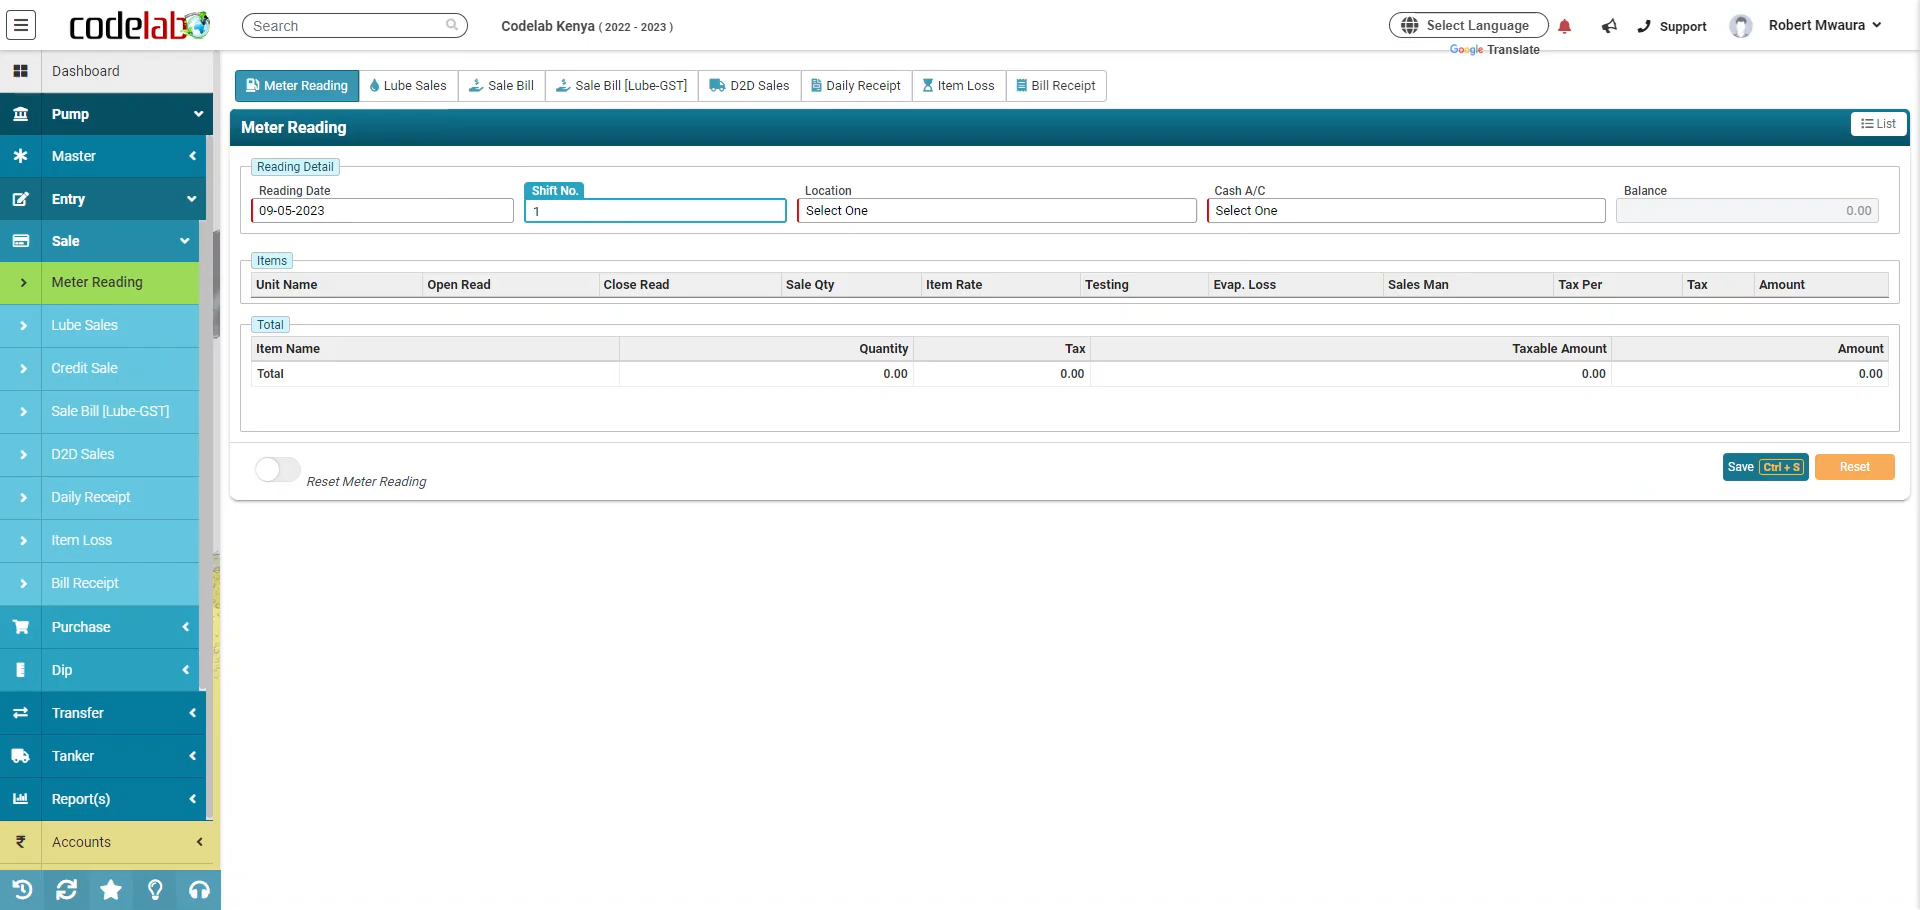 codelab
Search
Codelab Kenya ( 2022 - 2023 )
Select Language
Google Translate
Support
Robert Mwaura
Dashboard
Pump
Master
Entry
Sale
Meter Reading
Lube Sales
Credit Sale
Sale Bill [Lube-GST]
D2D Sales
Daily Receipt
Item Loss
Bill Receipt
Purchase
Dip
Transfer
Tanker
Report(s)
₹ Accounts
Meter Reading Lube Sales Sale Bill Sale Bill [Lube-GST] D2D Sales Daily Receipt Item Loss Bill Receipt
Meter Reading
List
Reading Detail
Reading Date Shift No. Location Cash A/C Balance
09-05-2023 1 Select One Select One 0.00
Items
Unit Name Open Read Close Read Sale Qty Item Rate Testing Evap. Loss Sales Man Tax Per Tax Amount
Total
Item Name Quantity Tax Taxable Amount Amount
Total 0.00 0.00 0.00 0.00
Reset Meter Reading
Save Ctrl + S Reset